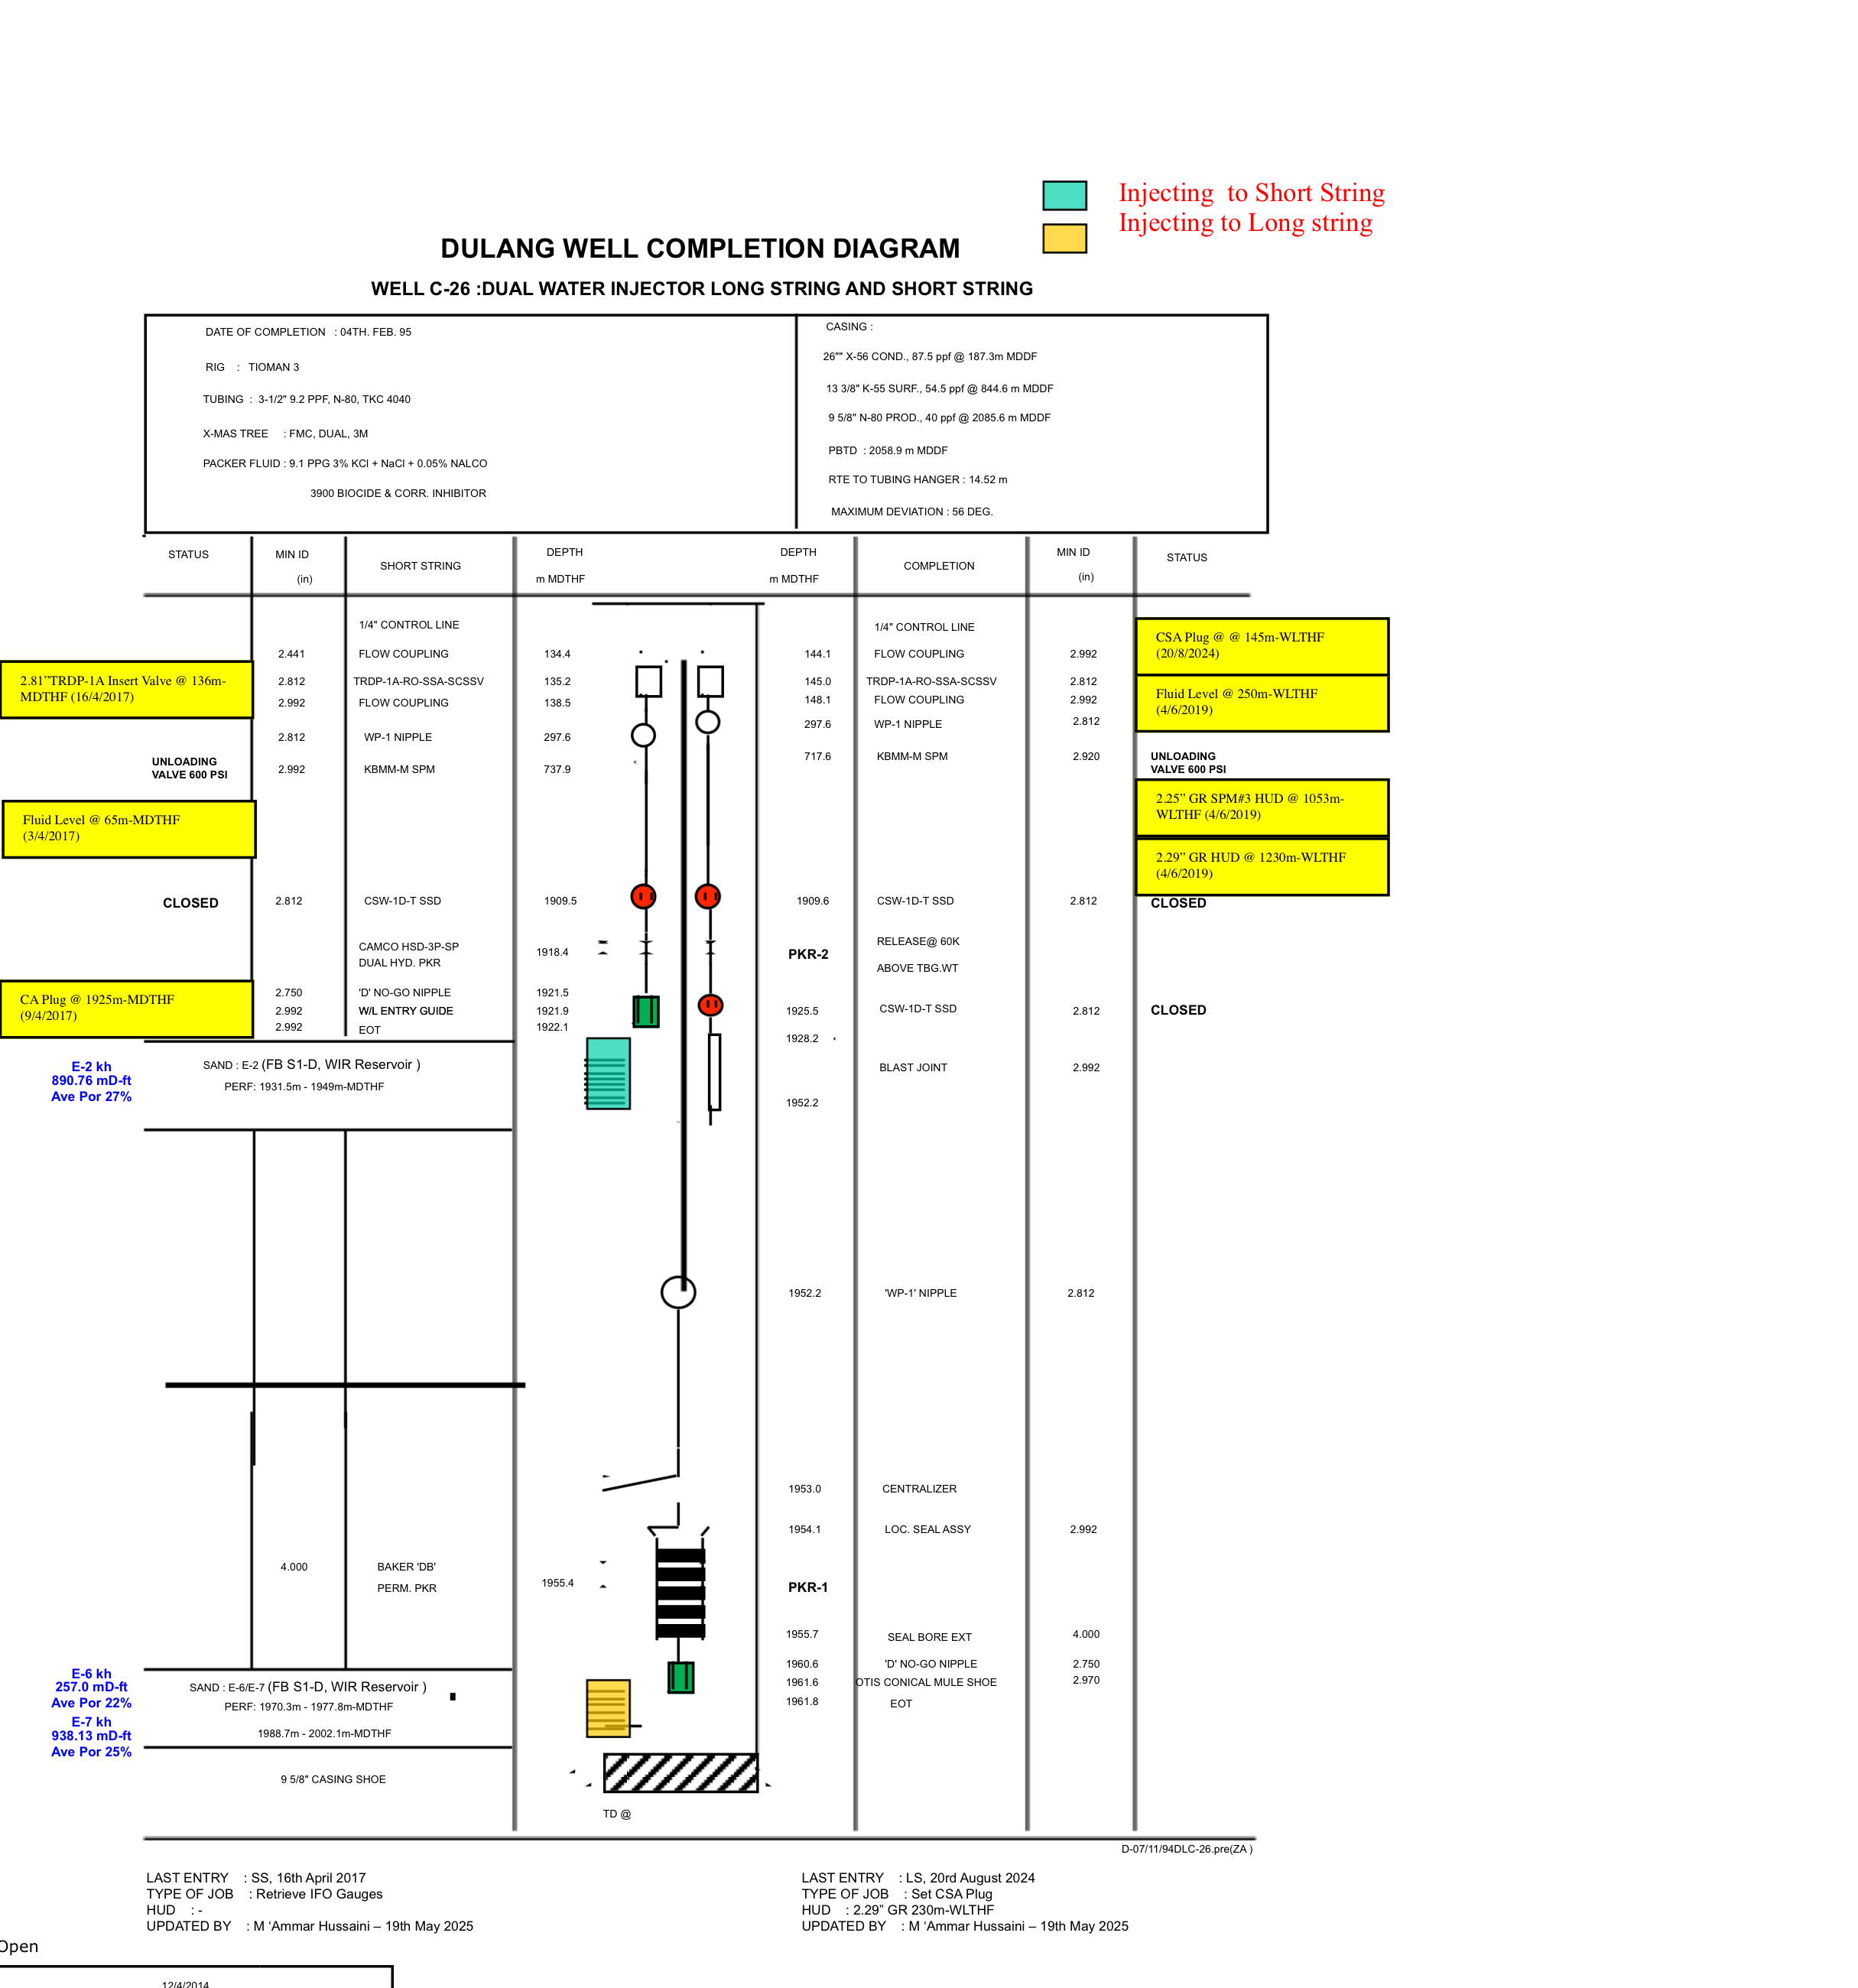 Injecting  to Short String
Injecting to Long string
DULANG WELL COMPLETION DIAGRAM
WELL C-26 :DUAL WATER INJECTOR LONG STRING AND SHORT STRING
DATE OF COMPLETION   : 04TH. FEB. 95
RIG    :   TIOMAN 3
TUBING  :  3-1/2" 9.2 PPF, N-80, TKC 4040
X-MAS TREE     : FMC, DUAL, 3M
PACKER FLUID : 9.1 PPG 3% KCl + NaCl + 0.05% NALCO
3900 BIOCIDE & CORR. INHIBITOR
CASING :
26"" X-56 COND., 87.5 ppf @ 187.3m MDDF
13 3/8" K-55 SURF., 54.5 ppf @ 844.6 m MDDF
9 5/8" N-80 PROD., 40 ppf @ 2085.6 m MDDF
PBTD  : 2058.9 m MDDF
RTE TO TUBING HANGER : 14.52 m
MAXIMUM DEVIATION : 56 DEG.
STATUS MIN ID SHORT STRING DEPTH DEPTH COMPLETION MIN ID STATUS
(in) m MDTHF m MDTHF (in)
1/4" CONTROL LINE 1/4" CONTROL LINE
CSA Plug @ @ 145m-WLTHF
(20/8/2024)
2.441 FLOW COUPLING 134.4 144.1 FLOW COUPLING 2.992
2.81”TRDP-1A Insert Valve @ 136m-
MDTHF (16/4/2017)
2.812 TRDP-1A-RO-SSA-SCSSV 135.2 145.0 TRDP-1A-RO-SSA-SCSSV 2.812
2.992 FLOW COUPLING 138.5 148.1 FLOW COUPLING 2.992
Fluid Level @ 250m-WLTHF
(4/6/2019)
2.812 WP-1 NIPPLE 297.6 297.6 WP-1 NIPPLE 2.812
UNLOADING
VALVE 600 PSI
2.992 KBMM-M SPM 737.9 717.6 KBMM-M SPM 2.920
UNLOADING
VALVE 600 PSI
2.25” GR SPM#3 HUD @ 1053m-
WLTHF (4/6/2019)
Fluid Level @ 65m-MDTHF
(3/4/2017)
2.29” GR HUD @ 1230m-WLTHF
(4/6/2019)
CLOSED 2.812 CSW-1D-T SSD 1909.5 1909.6 CSW-1D-T SSD 2.812 CLOSED
CAMCO HSD-3P-SP
DUAL HYD. PKR
1918.4 PKR-2
RELEASE@ 60K
ABOVE TBG.WT
CA Plug @ 1925m-MDTHF
(9/4/2017)
2.750 'D' NO-GO NIPPLE 1921.5
2.992 W/L ENTRY GUIDE 1921.9 1925.5 CSW-1D-T SSD 2.812 CLOSED
2.992 EOT 1922.1
1928.2
E-2 kh
890.76 mD-ft
Ave Por 27%
SAND : E-2 (FB S1-D, WIR Reservoir )
PERF: 1931.5m - 1949m-MDTHF
BLAST JOINT 2.992
1952.2
1952.2 'WP-1' NIPPLE 2.812
1953.0 CENTRALIZER
1954.1 LOC. SEAL ASSY 2.992
4.000 BAKER 'DB'
PERM. PKR
1955.4 PKR-1
1955.7 SEAL BORE EXT 4.000
1960.6 'D' NO-GO NIPPLE 2.750
1961.6 OTIS CONICAL MULE SHOE 2.970
1961.8 EOT
E-6 kh
257.0 mD-ft
Ave Por 22%
E-7 kh
938.13 mD-ft
Ave Por 25%
SAND : E-6/E-7 (FB S1-D, WIR Reservoir )
PERF: 1970.3m - 1977.8m-MDTHF
1988.7m - 2002.1m-MDTHF
9 5/8" CASING SHOE
TD @
D-07/11/94DLC-26.pre(ZA )
LAST ENTRY    : SS, 16th April 2017
TYPE OF JOB    : Retrieve IFO Gauges
HUD    : -
UPDATED BY    : M ‘Ammar Hussaini – 19th May 2025
LAST ENTRY    : LS, 20rd August 2024
TYPE OF JOB    : Set CSA Plug
HUD    : 2.29” GR 230m-WLTHF
UPDATED BY    : M ‘Ammar Hussaini – 19th May 2025
Open
12/4/2014